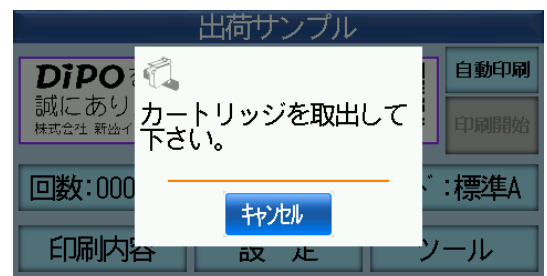 出荷サンプル
DiPO
誠にあり
株式会社 新盛イ
自動印刷
印刷開始
カートリッジを取出して
下さい。
キャンセル
回数:000
:標準A
印刷内容
設 定
ツール